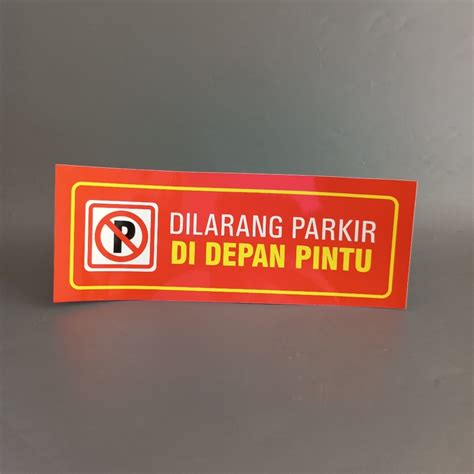 P
DILARANG PARKIR
DI DEPAN PINTU